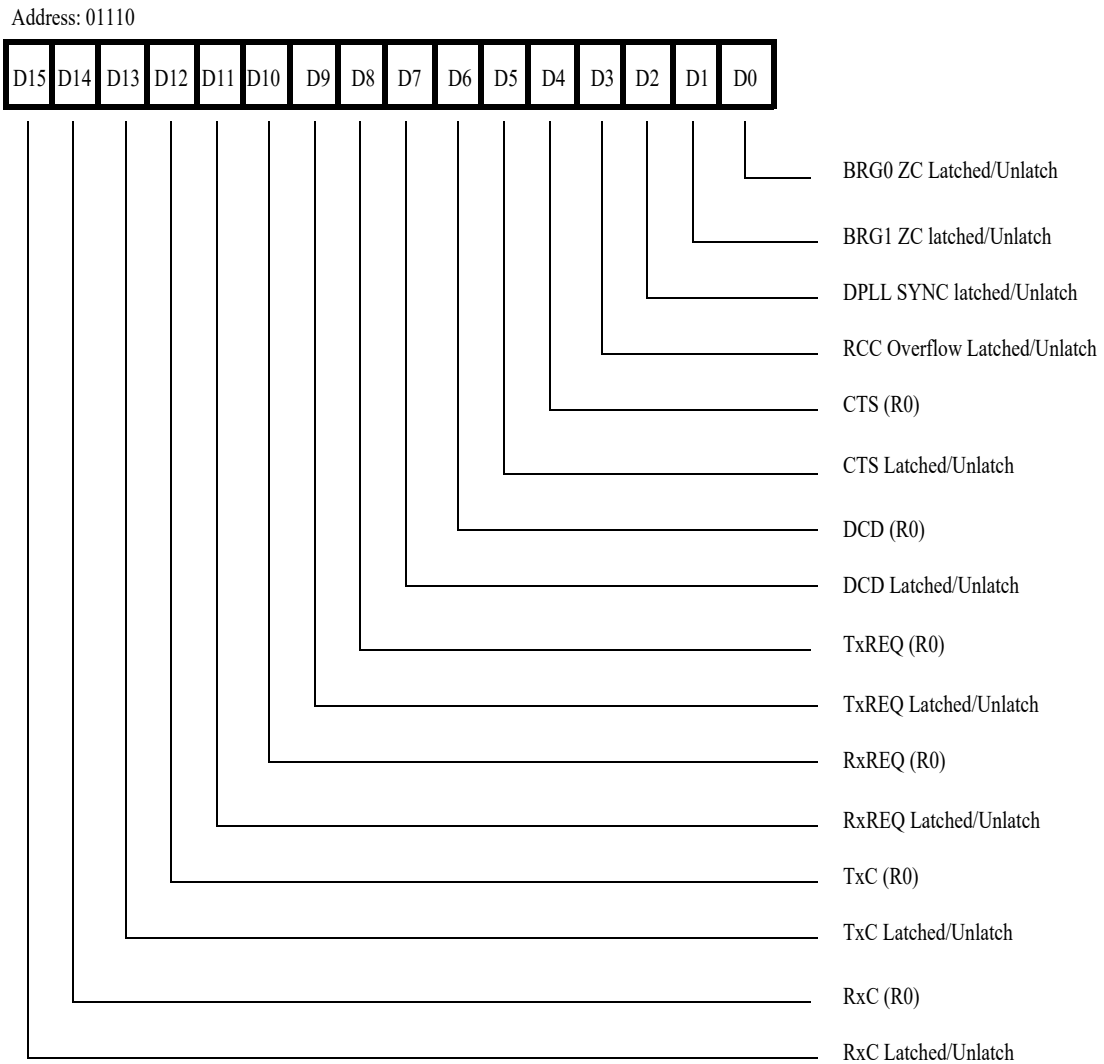 Address: 01110
D15 D14 D13 D12 D11 D10 D9 D8 D7 D6 D5 D4 D3 D2 D1 D0
BRG0 ZC Latched/Unlatch
BRG1 ZC latched/Unlatch
DPLL SYNC latched/Unlatch
RCC Overflow Latched/Unlatch
CTS (R0)
CTS Latched/Unlatch
DCD (R0)
DCD Latched/Unlatch
TxREQ (R0)
TxREQ Latched/Unlatch
RxREQ (R0)
RxREQ Latched/Unlatch
TxC (R0)
TxC Latched/Unlatch
RxC (R0)
RxC Latched/Unlatch